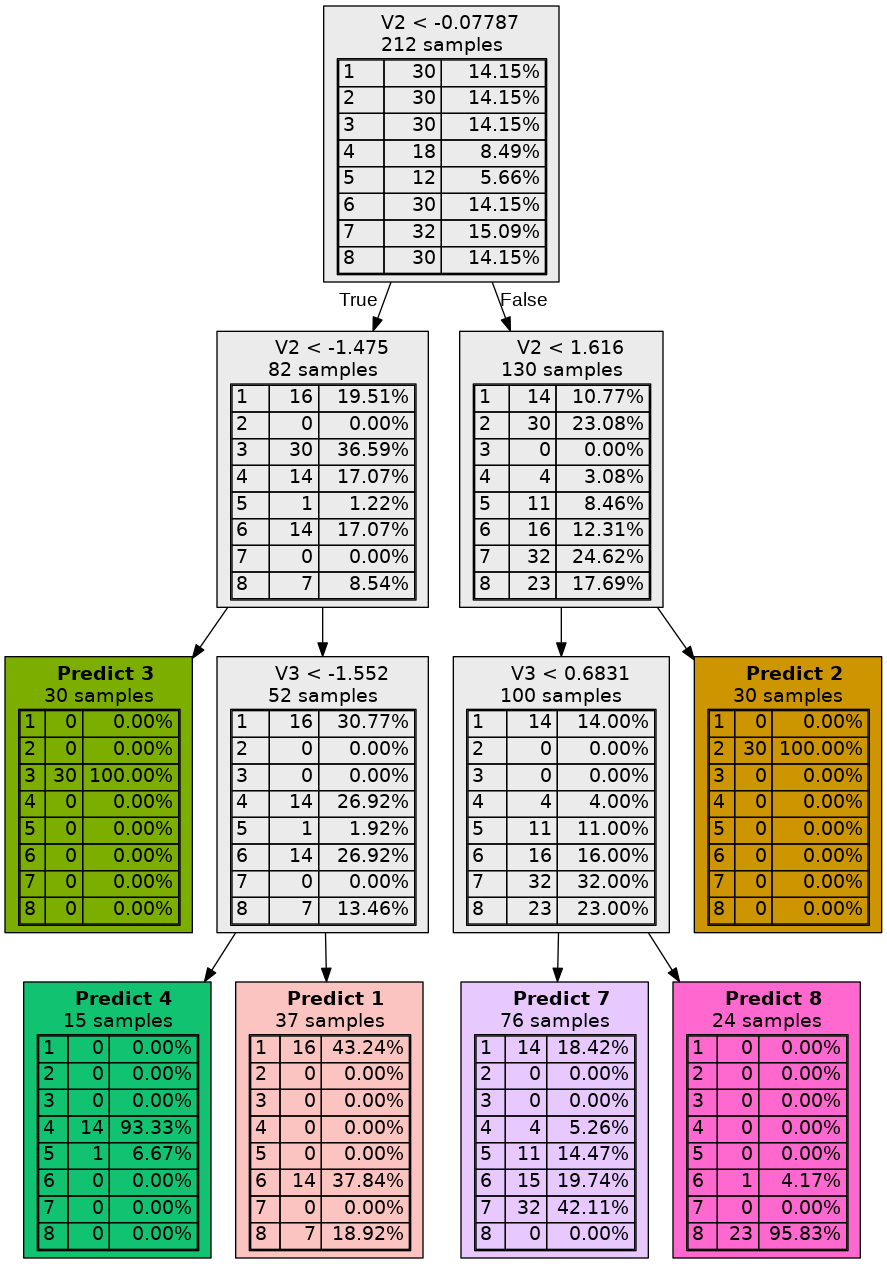 V2 < -0.07787
212 samples
1 30 14.15%
2 30 14.15%
3 30 14.15%
4 18 8.49%
5 12 5.66%
6 30 14.15%
7 32 15.09%
8 30 14.15%
True
False
V2 < -1.475
82 samples
1 16 19.51%
2 0 0.00%
3 30 36.59%
4 14 17.07%
5 1 1.22%
6 14 17.07%
7 0 0.00%
8 7 8.54%
V2 < 1.616
130 samples
1 14 10.77%
2 30 23.08%
3 0 0.00%
4 4 3.08%
5 11 8.46%
6 16 12.31%
7 32 24.62%
8 23 17.69%
Predict 3
30 samples
1 0 0.00%
2 0 0.00%
3 30 100.00%
4 0 0.00%
5 0 0.00%
6 0 0.00%
7 0 0.00%
8 0 0.00%
V3 < -1.552
52 samples
1 16 30.77%
2 0 0.00%
3 0 0.00%
4 14 26.92%
5 1 1.92%
6 14 26.92%
7 0 0.00%
8 7 13.46%
V3 < 0.6831
100 samples
1 14 14.00%
2 0 0.00%
3 0 0.00%
4 4 4.00%
5 11 11.00%
6 16 16.00%
7 32 32.00%
8 23 23.00%
Predict 2
30 samples
1 0 0.00%
2 30 100.00%
3 0 0.00%
4 0 0.00%
5 0 0.00%
6 0 0.00%
7 0 0.00%
8 0 0.00%
Predict 4
15 samples
1 0 0.00%
2 0 0.00%
3 0 0.00%
4 14 93.33%
5 1 6.67%
6 0 0.00%
7 0 0.00%
8 0 0.00%
Predict 1
37 samples
1 16 43.24%
2 0 0.00%
3 0 0.00%
4 0 0.00%
5 0 0.00%
6 14 37.84%
7 0 0.00%
8 7 18.92%
Predict 7
76 samples
1 14 18.42%
2 0 0.00%
3 0 0.00%
4 4 5.26%
5 11 14.47%
6 15 19.74%
7 32 42.11%
8 0 0.00%
Predict 8
24 samples
1 0 0.00%
2 0 0.00%
3 0 0.00%
4 0 0.00%
5 0 0.00%
6 1 4.17%
7 0 0.00%
8 23 95.83%